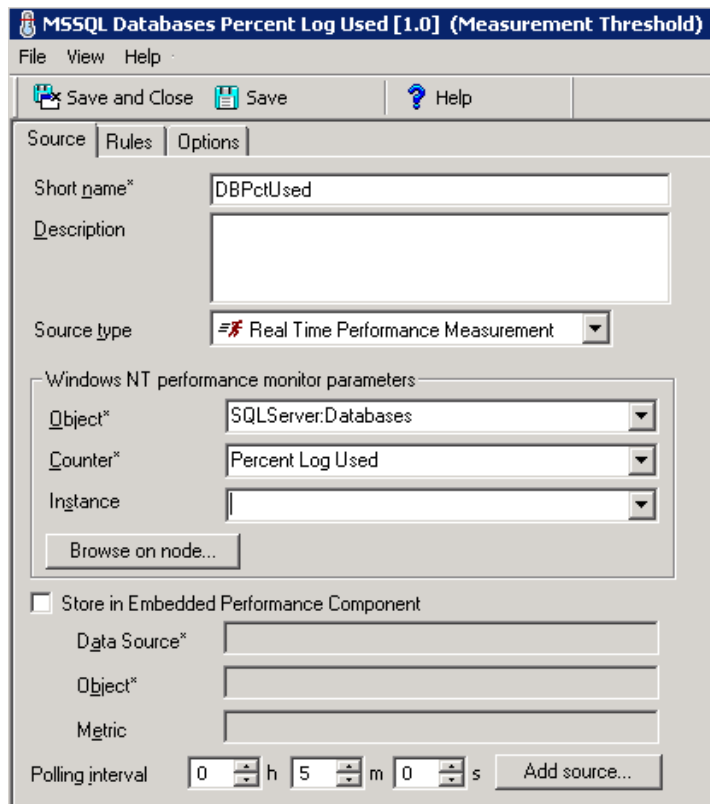 MSSQL Databases Percent Log Used [1.0] (Measurement Threshold)
File View Help
Save and Close Save Help
Source Rules Options
Short name* DBPctUsed
Description
Source type Real Time Performance Measurement
Windows NT performance monitor parameters
Object* SQLServer:Databases
Counter* Percent Log Used
Instance
Browse on node...
Store in Embedded Performance Component
Data Source*
Object*
Metric
Polling interval 0 h 5 m 0 s Add source...